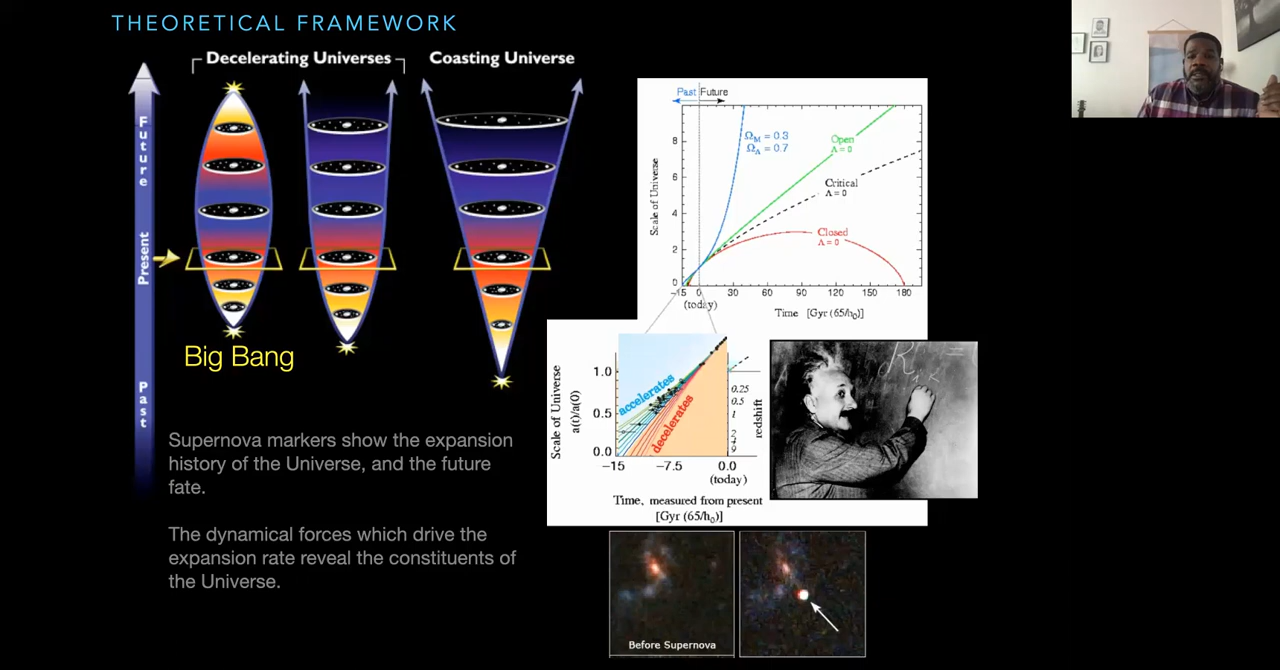 THEORETICAL FRAMEWORK
Decelerating Universes
Coasting Universe
Future
Present
Past
Big Bang
Supernova markers show the expansion
history of the Universe, and the future
fate.
The dynamical forces which drive the
expansion rate reveal the constituents of
the Universe.
Past Future
Scale of Universe
8
6
4
2
0
Ω_M = 0.3
Ω_Λ = 0.7
Open
Λ = 0
Critical
Λ = 0
Closed
Λ = 0
-15 0 30 60 90 120 150 180
(today)
Time [Gyr (65/h₀)]
Scale of Universe
a(t)/a(0)
1.0
0.5
0.0
accelerates
decelerates
0.25
0.5
1
2
9
redshift
-15 -7.5 0.0
(today)
Time, measured from present
[Gyr (65/h₀)]
Before Supernova